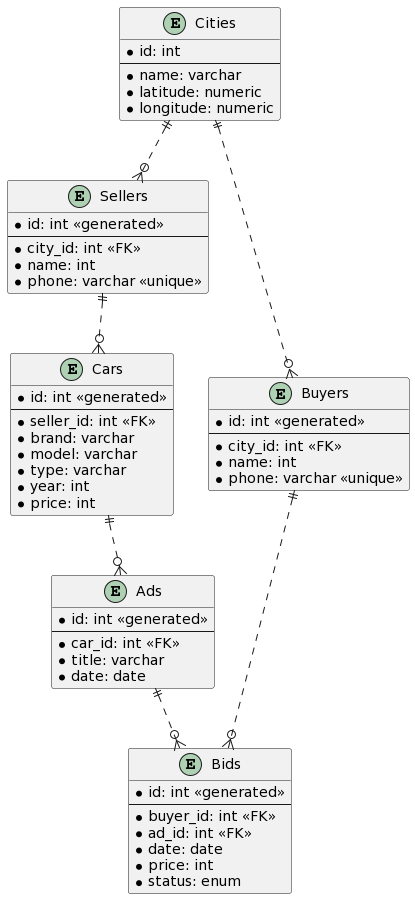 E Cities
id: int
name: varchar
latitude: numeric
longitude: numeric
E Sellers
id: int «generated»
city_id: int «FK»
name: int
phone: varchar «unique»
E Cars
id: int «generated»
seller_id: int «FK»
brand: varchar
model: varchar
type: varchar
year: int
price: int
E Buyers
id: int «generated»
city_id: int «FK»
name: int
phone: varchar «unique»
E Ads
id: int «generated»
car_id: int «FK»
title: varchar
date: date
E Bids
id: int «generated»
buyer_id: int «FK»
ad_id: int «FK»
date: date
price: int
status: enum